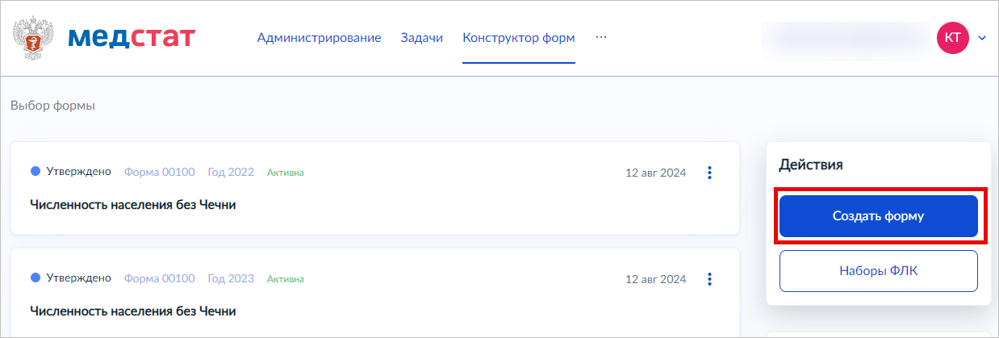 медстат
Администрирование Задачи Конструктор форм ...
КТ
Выбор формы
Утверждено Форма 00100 Год 2022 Активна 12 авг 2024
Численность населения без Чечни
Действия
Создать форму
Наборы ФЛК
Утверждено Форма 00100 Год 2023 Активна 12 авг 2024
Численность населения без Чечни